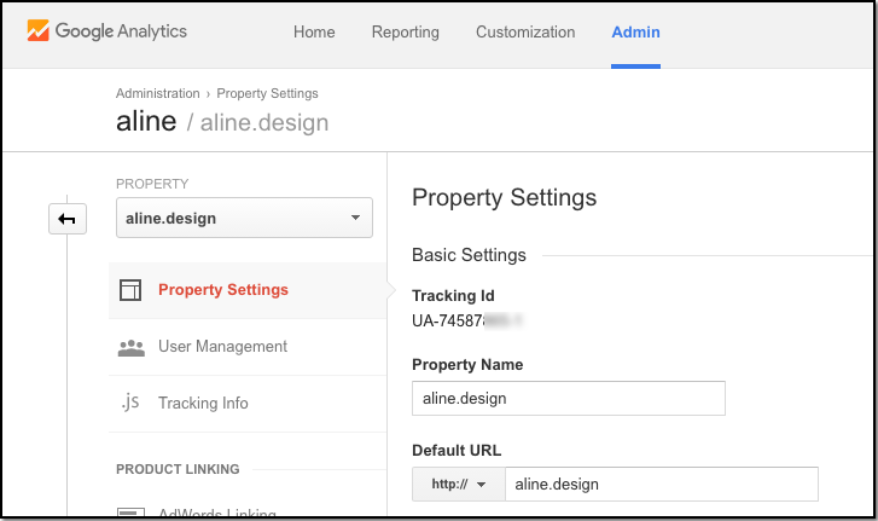 Google Analytics
Home Reporting Customization Admin
Administration › Property Settings
aline / aline.design
PROPERTY
aline.design
Property Settings
User Management
.js Tracking Info
PRODUCT LINKING
AdWords Linking
Property Settings
Basic Settings
Tracking Id
UA-74587
Property Name
aline.design
Default URL
http:// aline.design